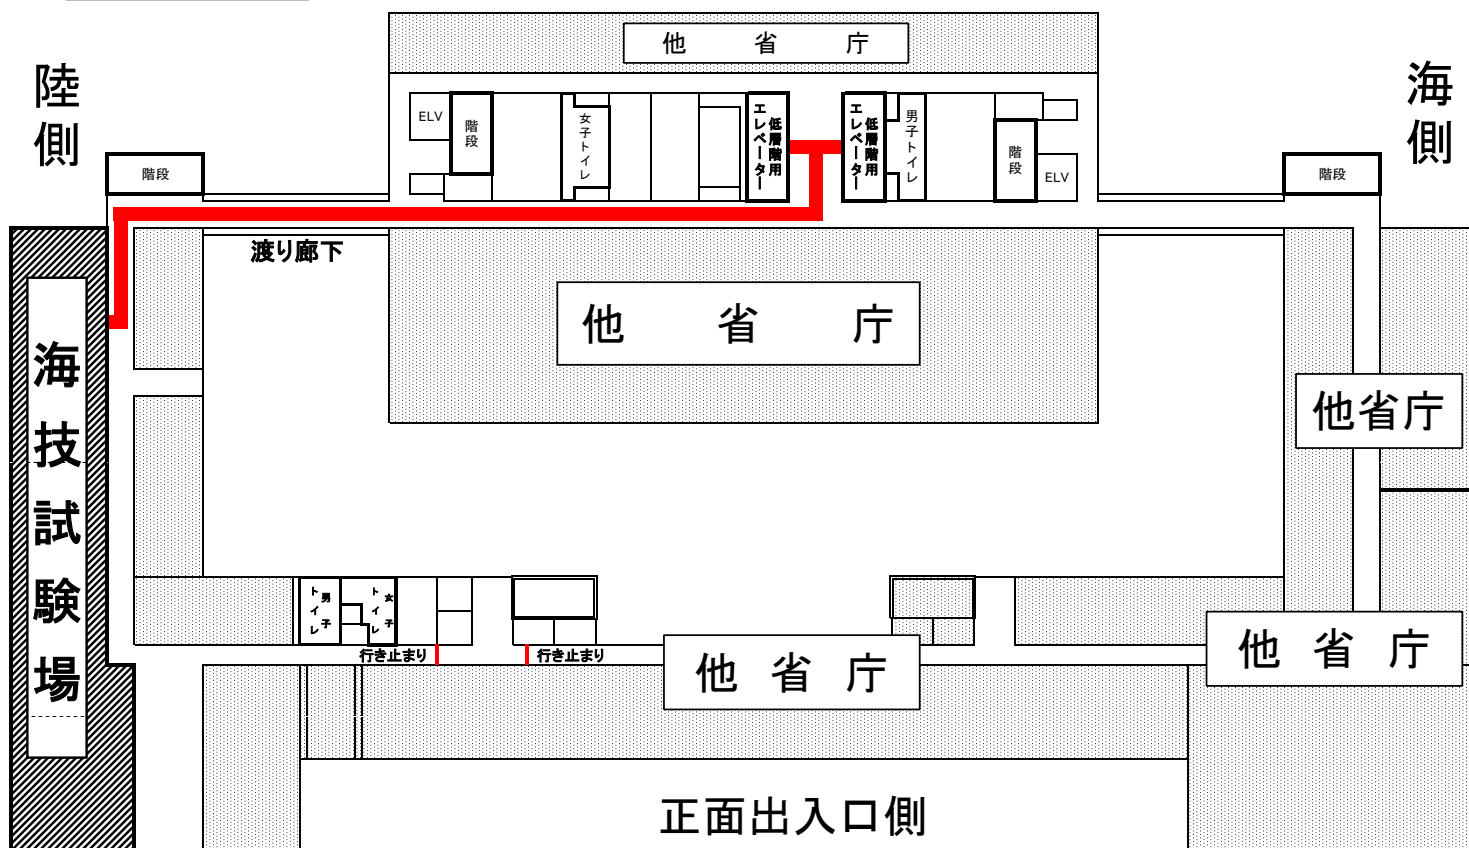 他　省　庁
陸側
海側
ELV
階段
女子トイレ
低層階用
エレベーター
低層階用
エレベーター
男子トイレ
階段
ELV
階段
階段
渡り廊下
他　省　庁
海技試験場
他省庁
男子
トイレ
女子
トイレ
行き止まり
行き止まり
他省庁
他省庁
正面出入口側